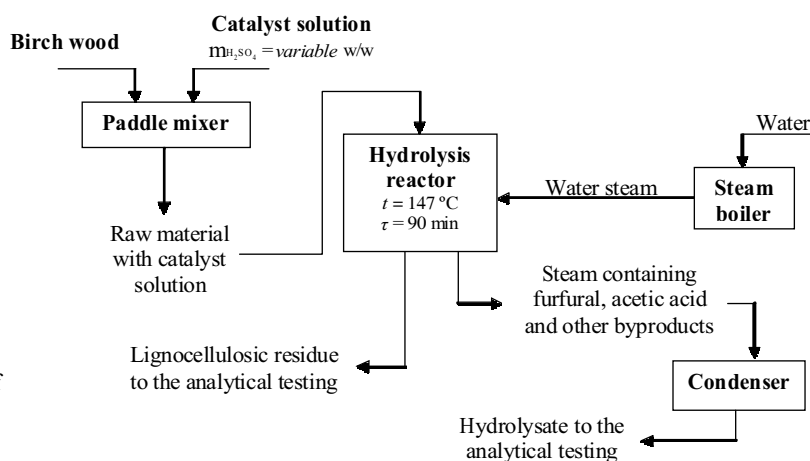 Birch wood
Catalyst solution
mH₂SO₄ = variable w/w
Paddle mixer
Raw material
with catalyst
solution
Hydrolysis
reactor
t = 147 ºC
τ = 90 min
Water
Water steam
Steam
boiler
Steam containing
furfural, acetic acid
and other byproducts
Lignocellulosic residue
to the analytical testing
Condenser
Hydrolysate to the
analytical testing